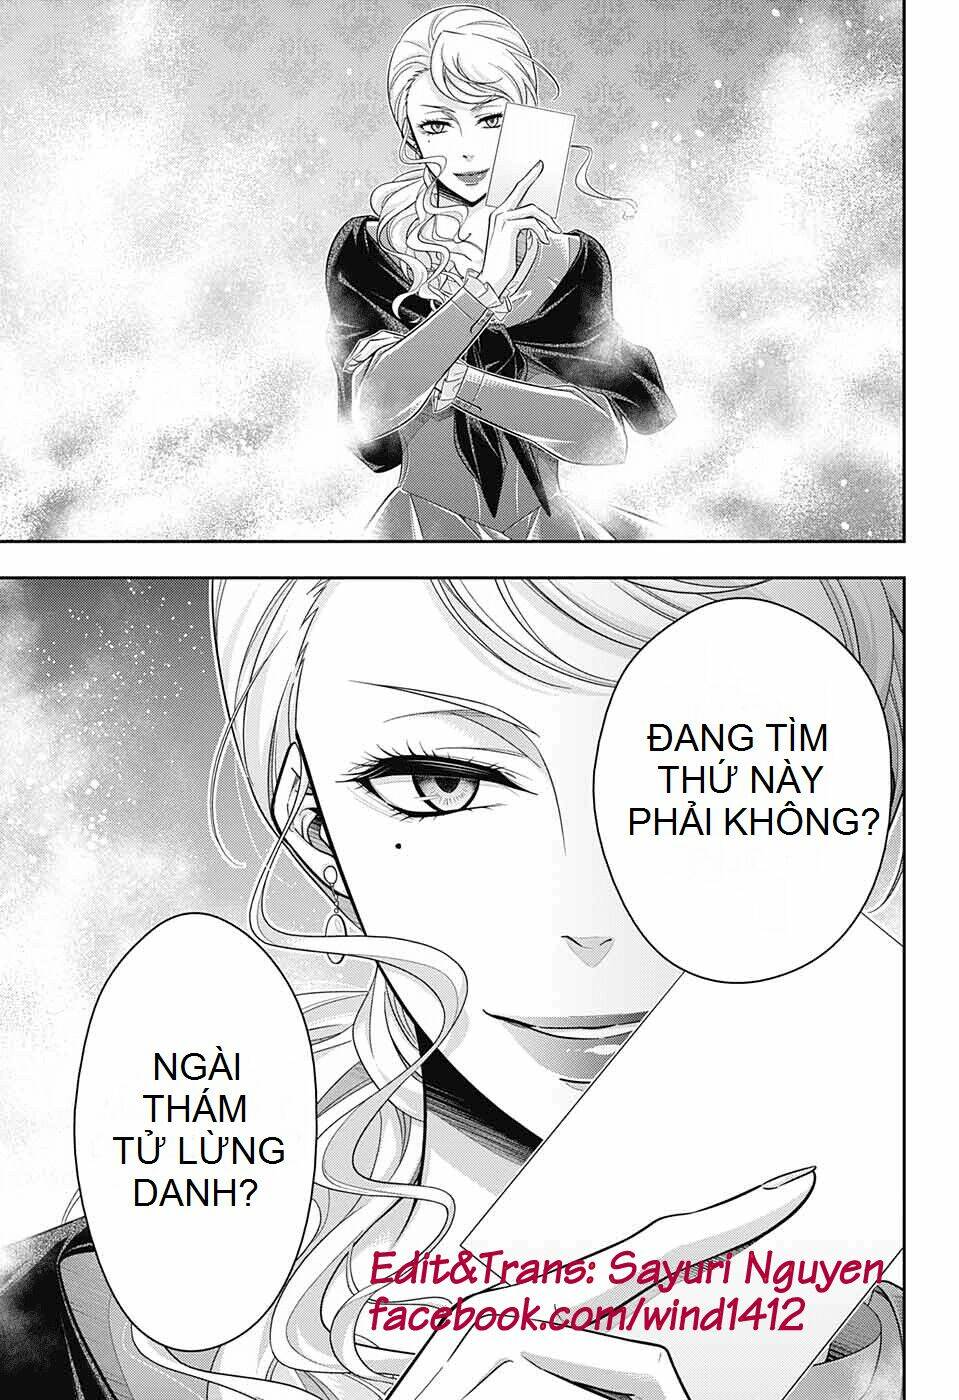 ĐANG TÌM
THỨ NÀY
PHẢI KHÔNG?
NGÀI
THÁM
TỬ LỪNG
DANH?
Edit&Trans: Sayuri Nguyen
facebook.com/wind1412